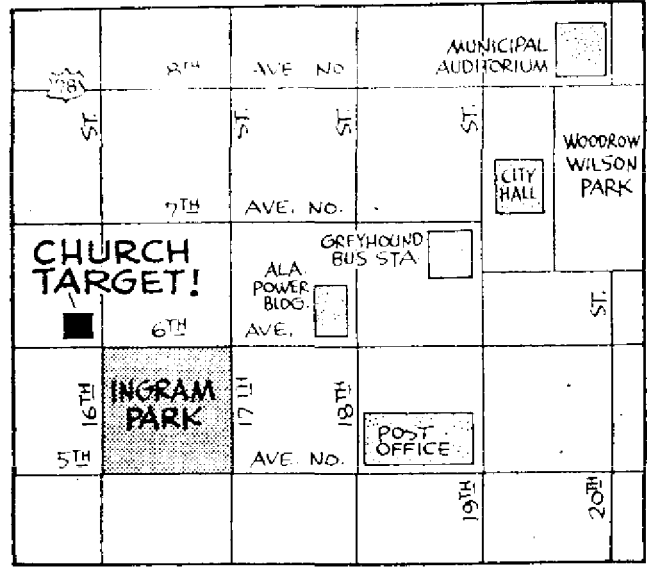 MUNICIPAL
AUDITORIUM
8TH AVE NO
78
ST.
ST.
ST.
ST.
WOODROW
WILSON
PARK
CITY
HALL
7TH AVE. NO.
GREYHOUND
BUS STA.
CHURCH
TARGET!
ALA.
POWER
BLDG.
ST.
6TH AVE.
16TH
INGRAM
PARK
17TH
18TH
POST
OFFICE
5TH AVE. NO.
19TH
20TH